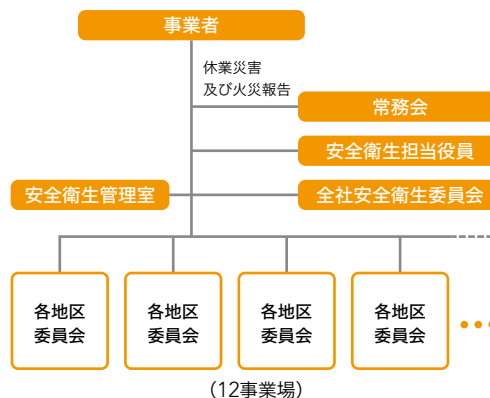 事業者
休業災害
及び火災報告
常務会
安全衛生担当役員
安全衛生管理室
全社安全衛生委員会
各地区
委員会
各地区
委員会
各地区
委員会
各地区
委員会
(12事業場)